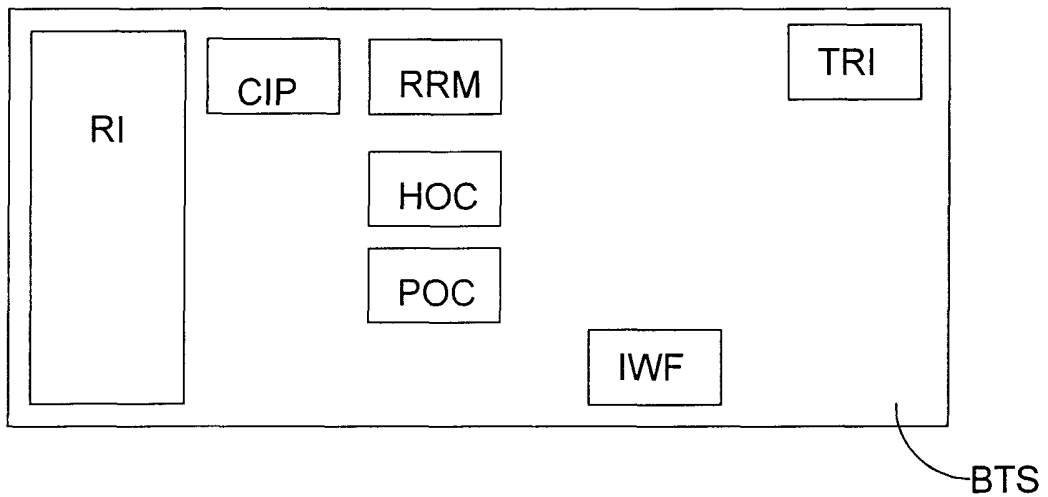 RI
CIP
RRM
TRI
HOC
POC
IWF
BTS